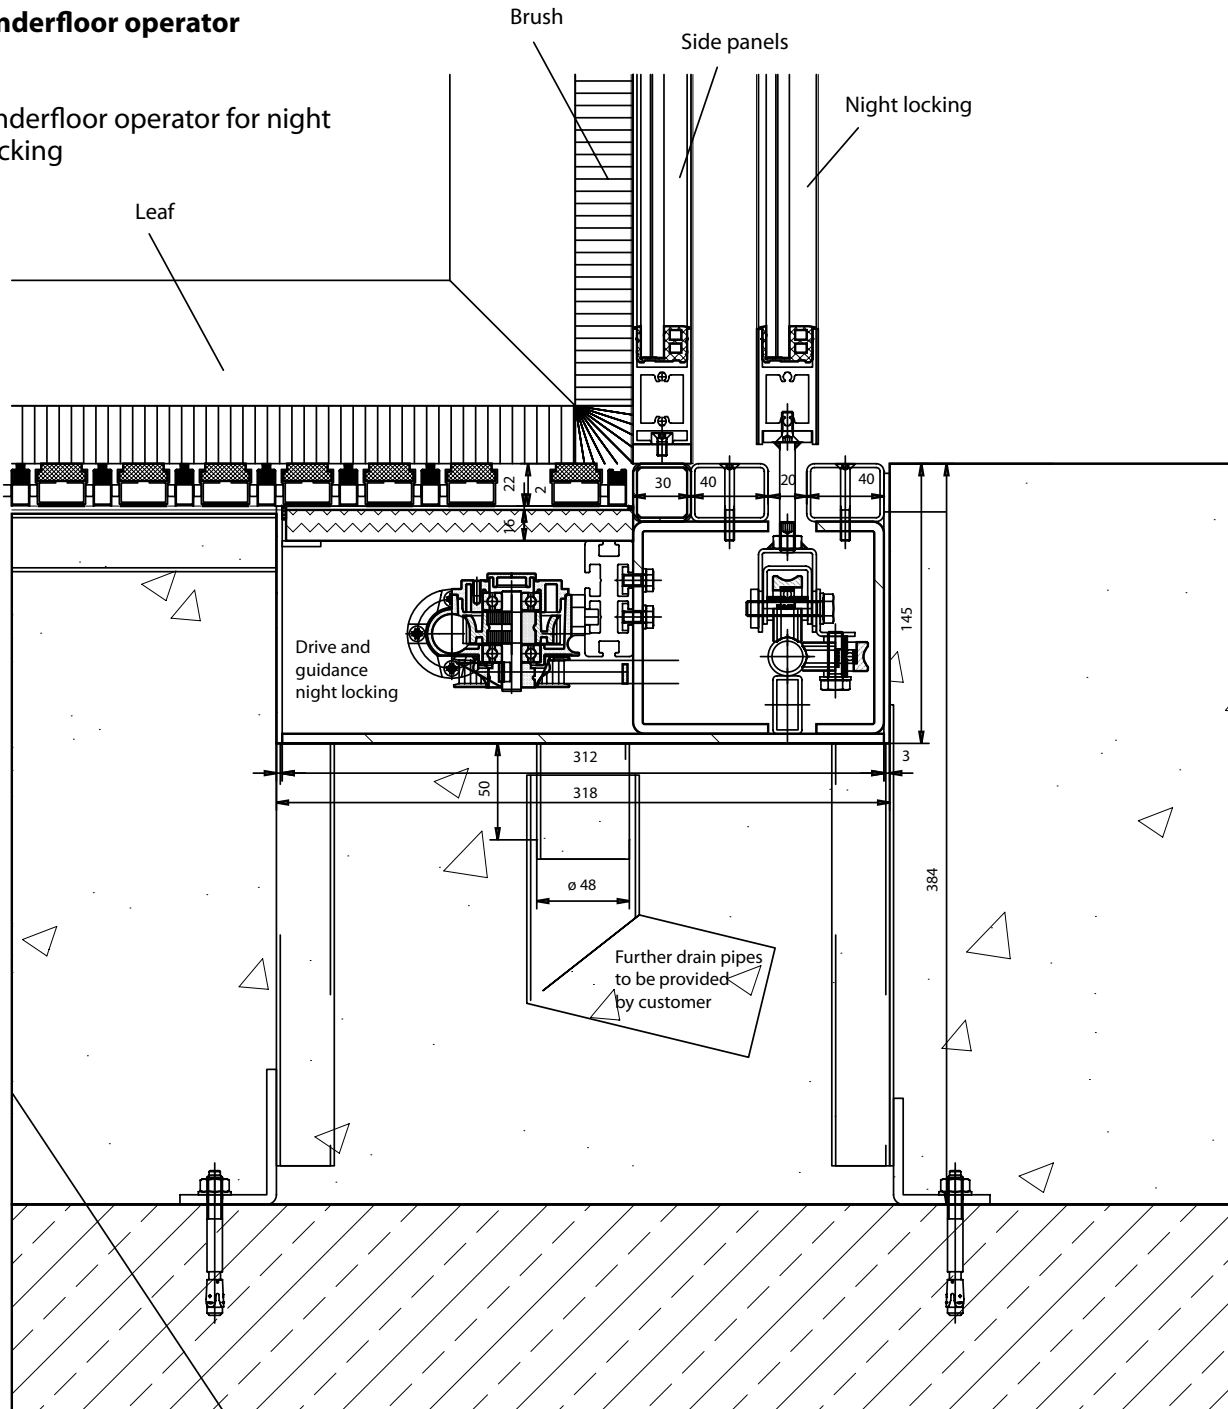 nderfloor operator
Brush
Side panels
Night locking
nderfloor operator for night
cking
Leaf
22
2
16
30
40
20
40
145
Drive and
guidance
night locking
312
3
50
318
384
ø 48
Further drain pipes
to be provided
by customer